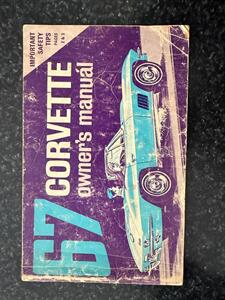 IMPORTANT
SAFETY
TIPS
PAGES
2 & 3
67
CORVETTE
owner's manual